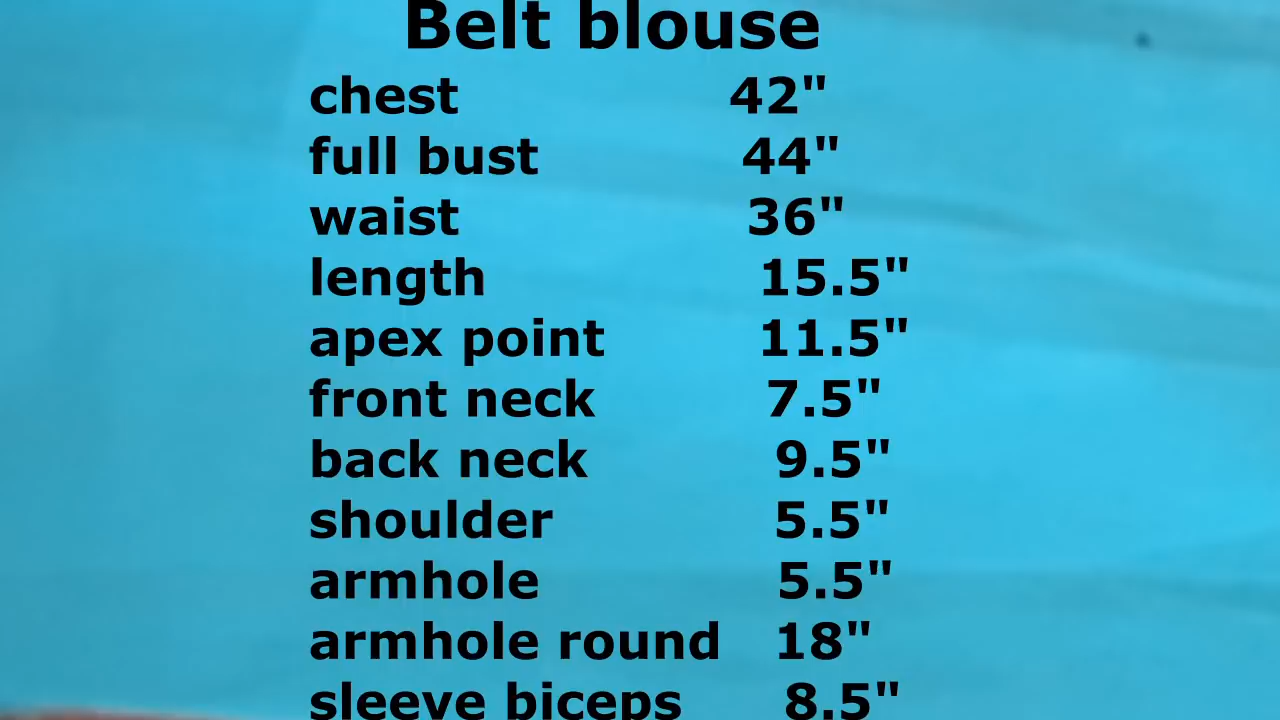 Belt blouse
chest 42"
full bust 44"
waist 36"
length 15.5"
apex point 11.5"
front neck 7.5"
back neck 9.5"
shoulder 5.5"
armhole 5.5"
armhole round 18"
sleeve biceps 8.5"